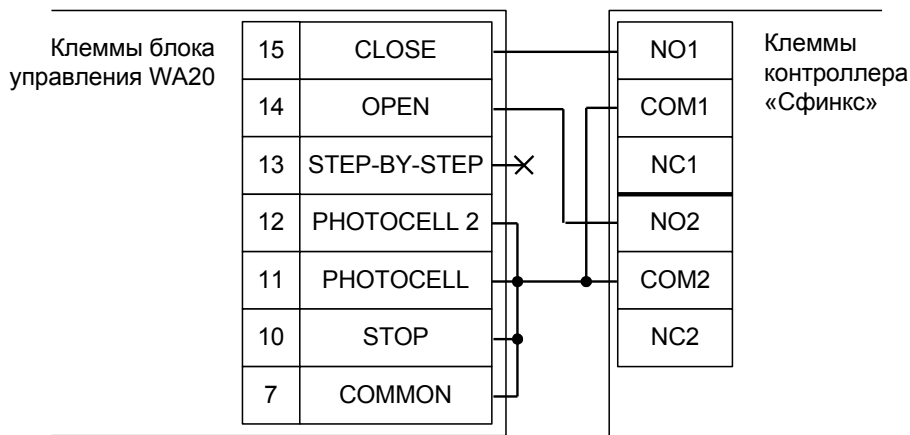 Клеммы блока
управления WA20
15 CLOSE
14 OPEN
13 STEP-BY-STEP
12 PHOTOCELL 2
11 PHOTOCELL
10 STOP
7 COMMON
NO1
COM1
NC1
NO2
COM2
NC2
Клеммы
контроллера
«Сфинкс»